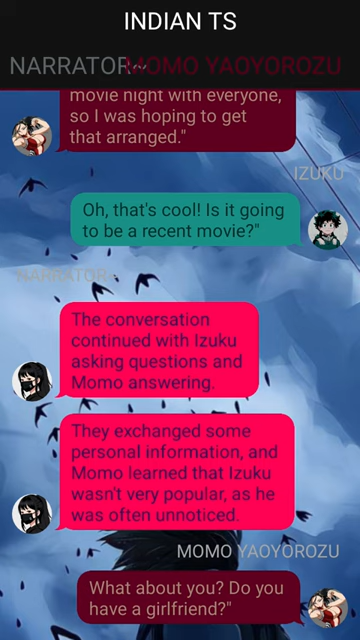 INDIAN TS
NARRATOR~
MOMO YAOYOROZU
movie night with everyone,
so I was hoping to get
that arranged."
IZUKU
Oh, that's cool! Is it going
to be a recent movie?"
NARRATOR~
The conversation
continued with Izuku
asking questions and
Momo answering.
They exchanged some
personal information, and
Momo learned that Izuku
wasn't very popular, as he
was often unnoticed.
MOMO YAOYOROZU
What about you? Do you
have a girlfriend?"